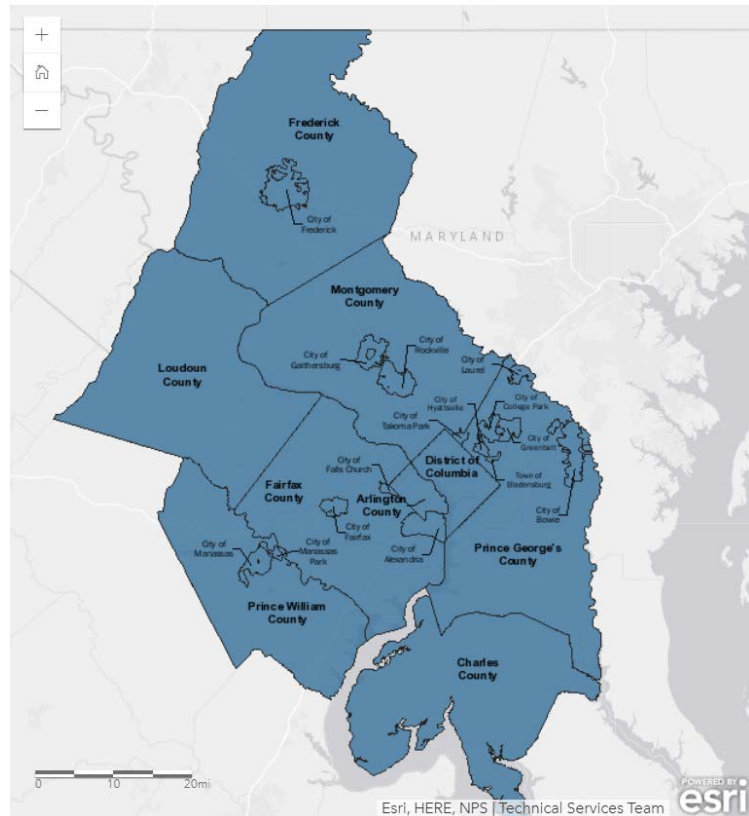 +
−
Frederick
County
City of
Frederick
MARYLAND
Montgomery
County
City of
Rockville
City of
Gaithersburg
City of
Laurel
Loudoun
County
City of
Hyattsville
City of
College Park
City of
Takoma Park
City of
Greenbelt
City of
Falls Church
District of
Columbia
Town of
Bladensburg
Fairfax
County
Arlington
County
City of
Bowie
City of
Fairfax
City of
Manassas
City of
Manassas
Park
City of
Alexandria
Prince George's
County
Prince William
County
Charles
County
0 10 20mi
Esri, HERE, NPS | Technical Services Team
POWERED BY
esri